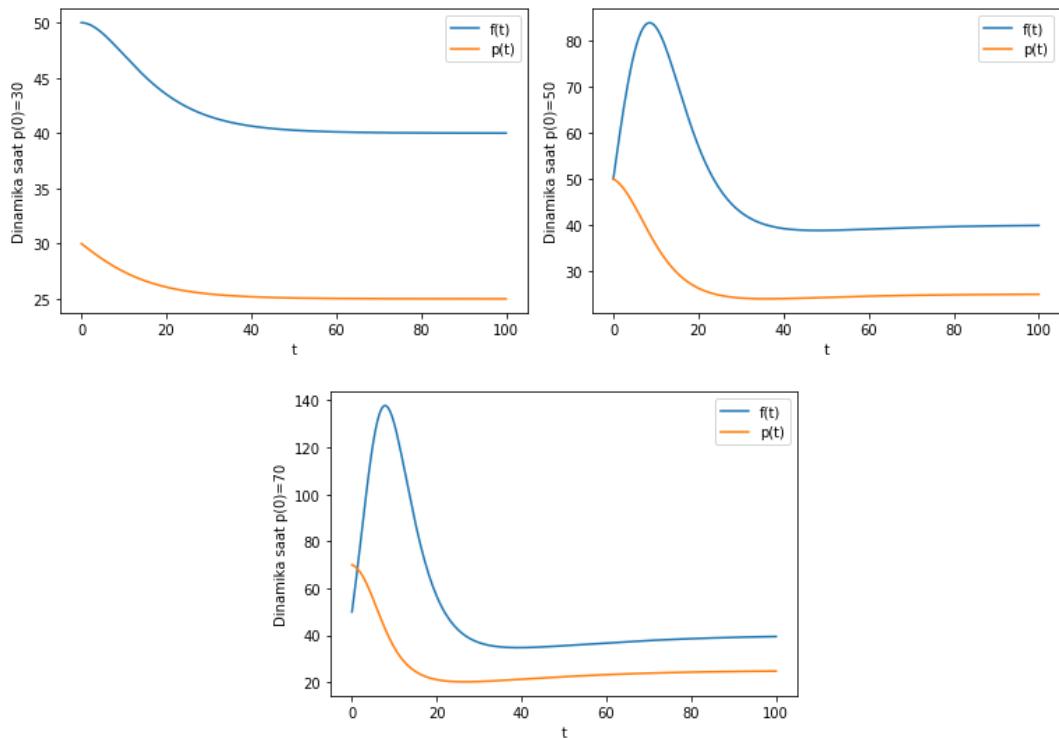 Dinamika saat p(0)=30
50
45
40
35
30
25
0 20 40 60 80 100
t
f(t)
p(t)
Dinamika saat p(0)=50
80
70
60
50
40
30
0 20 40 60 80 100
t
f(t)
p(t)
Dinamika saat p(0)=70
140
120
100
80
60
40
20
0 20 40 60 80 100
t
f(t)
p(t)